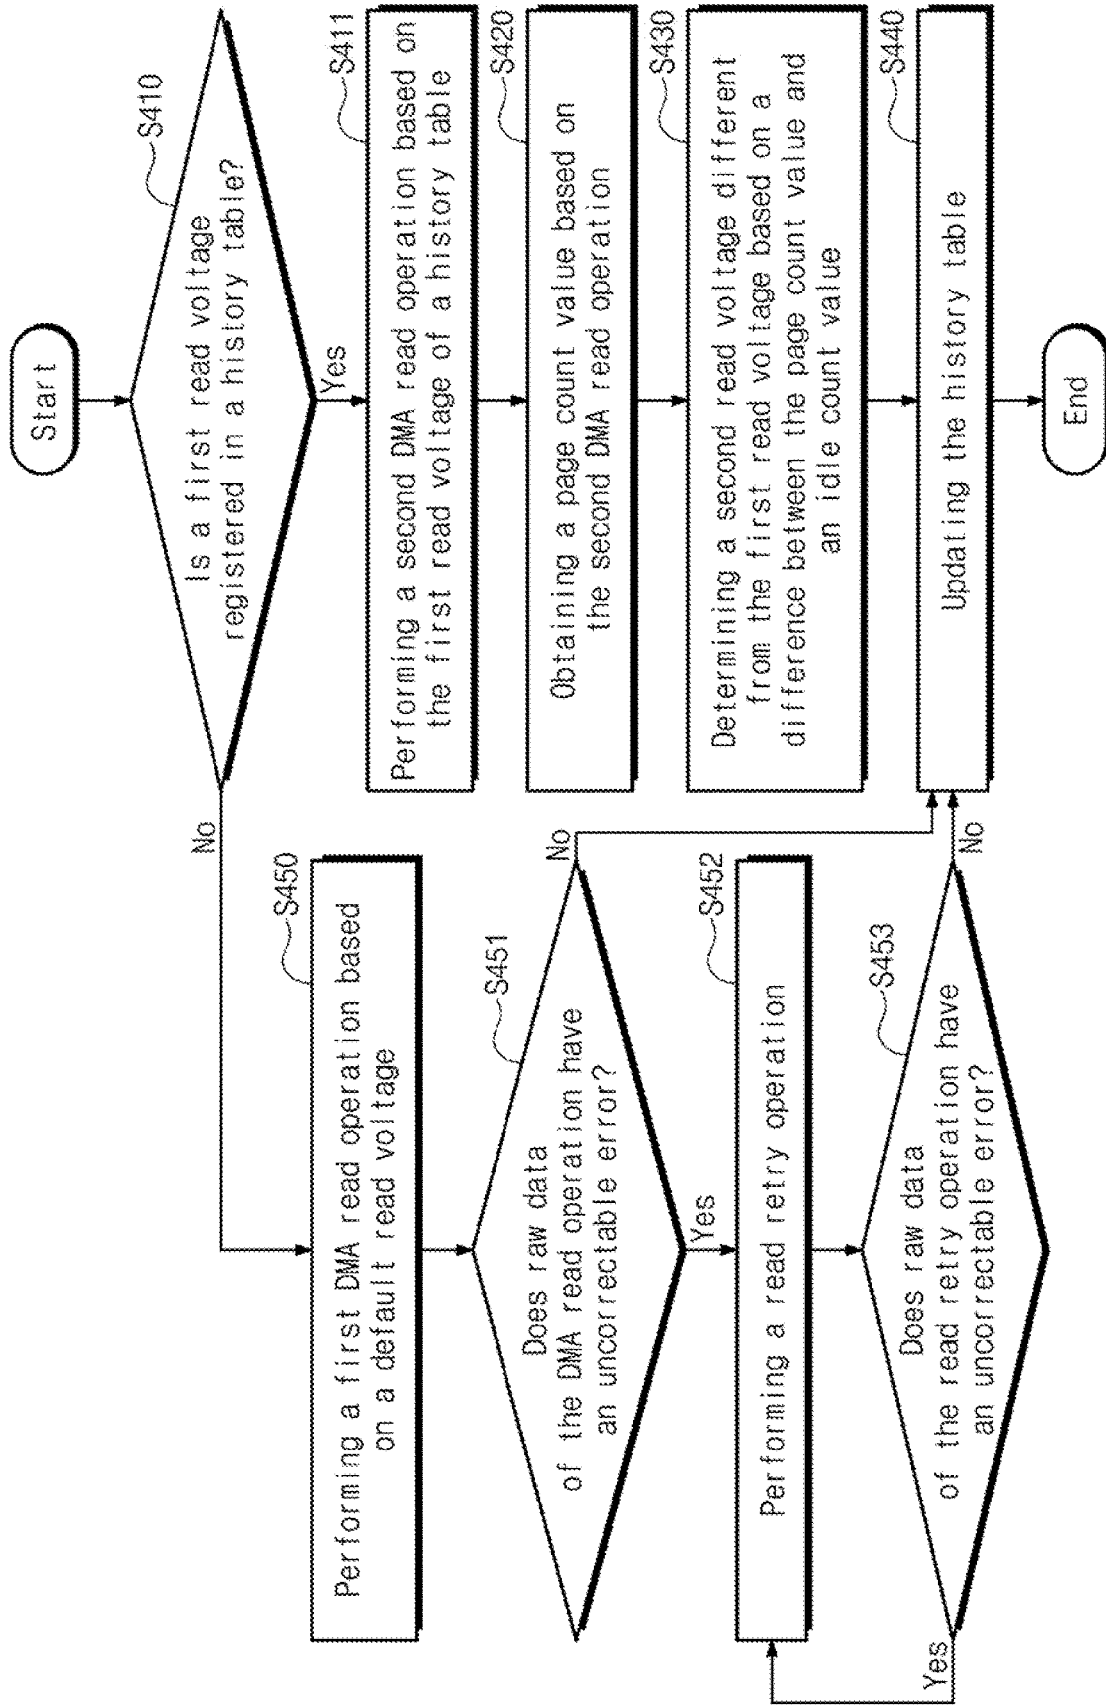 Start
S410
Is a first read voltage
registered in a history table?
Yes
No
S411
Performing a second DMA read operation based on
the first read voltage of a history table
S420
Obtaining a page count value based on
the second DMA read operation
S430
Determining a second read voltage different
from the first read voltage based on a
difference between the page count value and
an idle count value
S440
Updating the history table
End
S450
Performing a first DMA read operation based
on a default read voltage
S451
Does raw data
of the DMA read operation have
an uncorrectable error?
No
Yes
S452
Performing a read retry operation
S453
Does raw data
of the read retry operation have
an uncorrectable error?
No
Yes